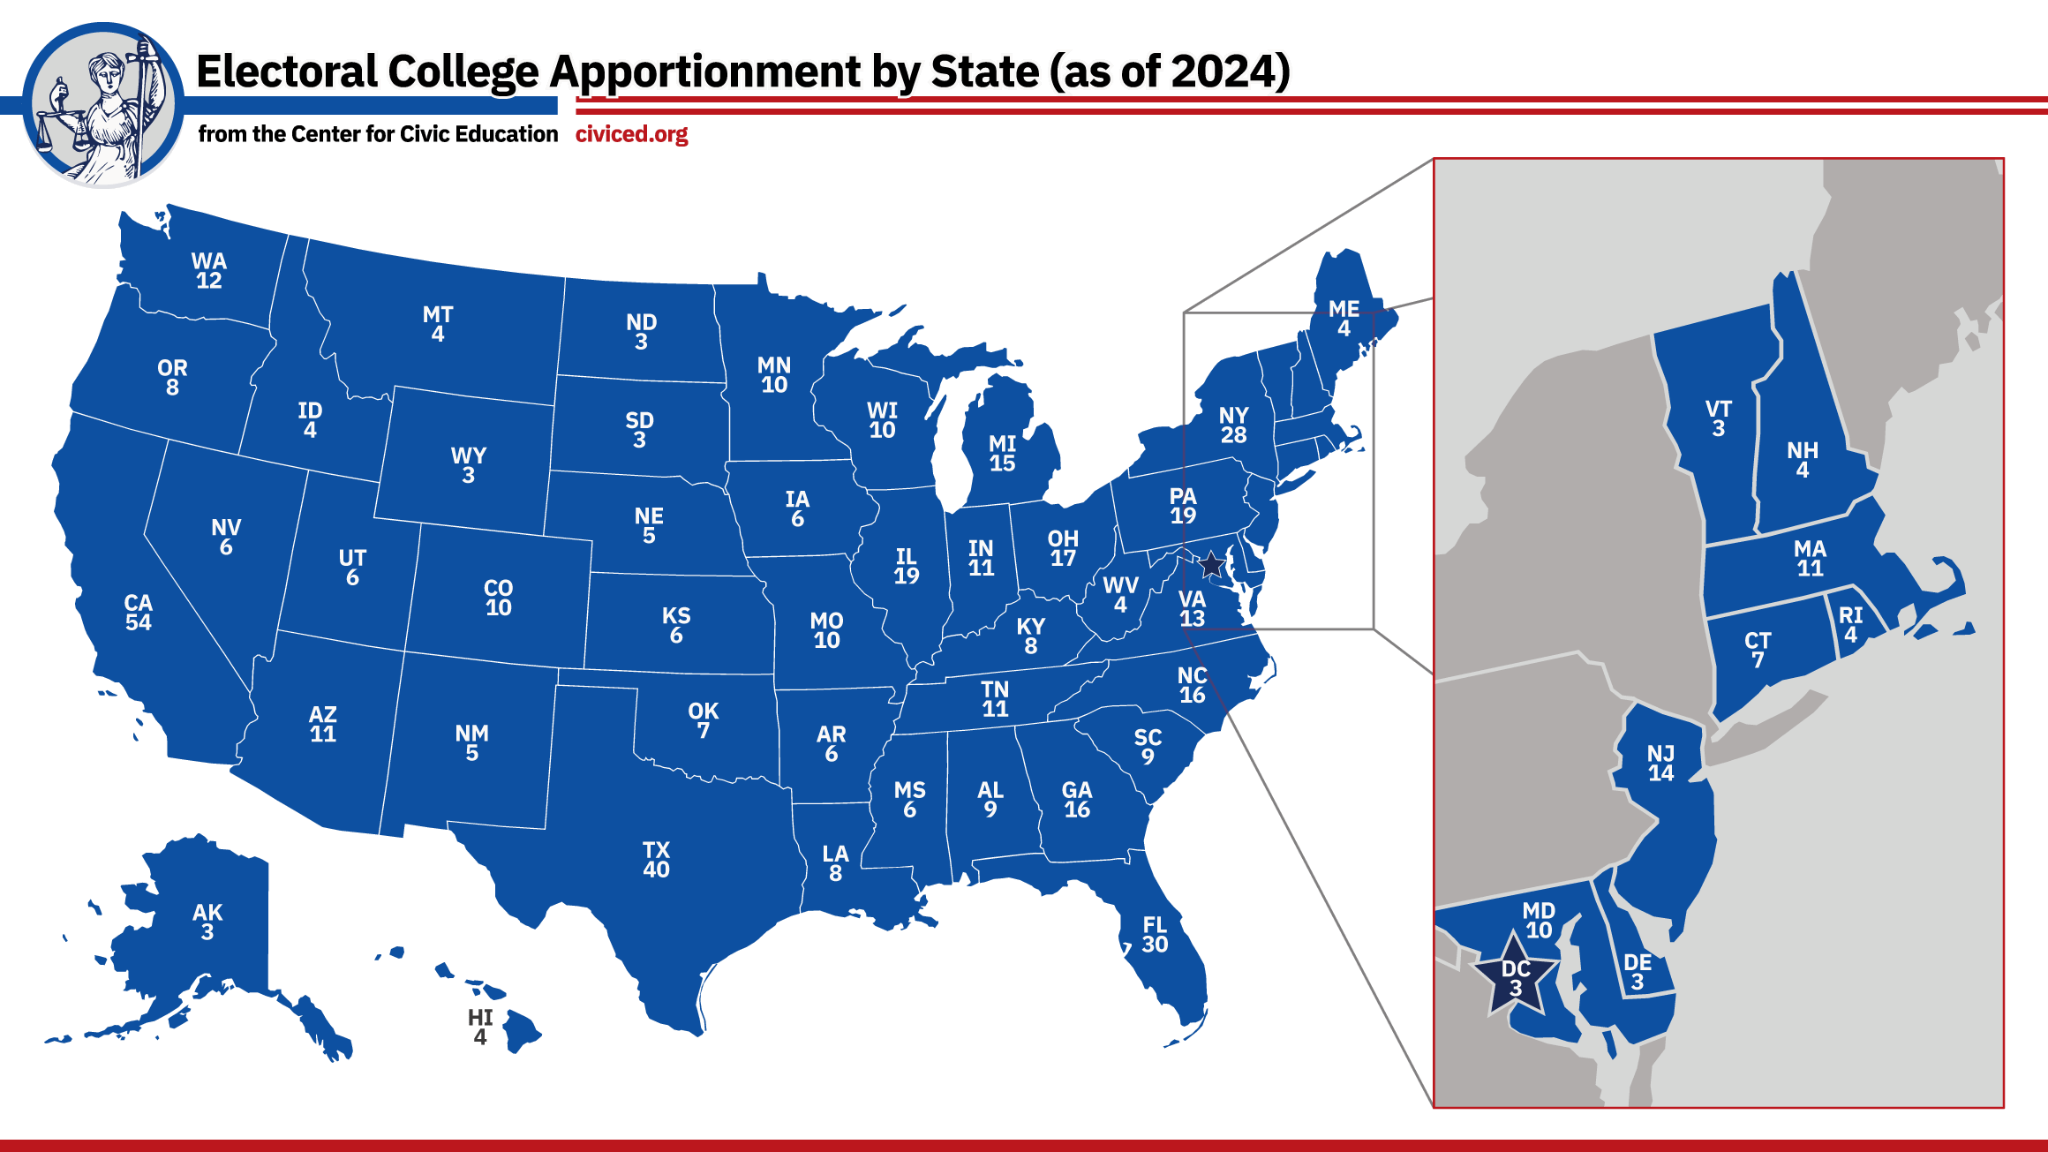 Electoral College Apportionment by State (as of 2024)
from the Center for Civic Education civiced.org
WA
12
OR
8
CA
54
NV
6
ID
4
MT
4
WY
3
UT
6
CO
10
AZ
11
NM
5
ND
3
SD
3
NE
5
KS
6
OK
7
TX
40
MN
10
IA
6
MO
10
AR
6
LA
8
WI
10
IL
19
MI
15
IN
11
OH
17
KY
8
TN
11
MS
6
AL
9
GA
16
FL
30
SC
9
NC
16
VA
13
WV
4
PA
19
NY
28
ME
4
AK
3
HI
4
VT
3
NH
4
MA
11
RI
4
CT
7
NJ
14
MD
10
DE
3
DC
3